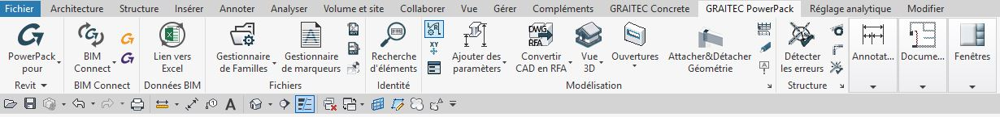 Fichier Architecture Structure Insérer Annoter Analyser Volume et site Collaborer Vue Gérer Compléments GRAITEC Concrete GRAITEC PowerPack Réglage analytique Modifier
PowerPack pour
BIM Connect
Lien vers Excel
Gestionnaire de Familles
Gestionnaire de marqueurs
Recherche d'éléments
XY
Ajouter des paramètres
DWG
RFA
Convertir CAD en RFA
Vue 3D
Ouvertures
Attacher&Détacher Géométrie
Détecter les erreurs
Annotat...
Docume...
Fenêtres
Revit BIM Connect Données BIM Fichiers Identité Modélisation Structure
A